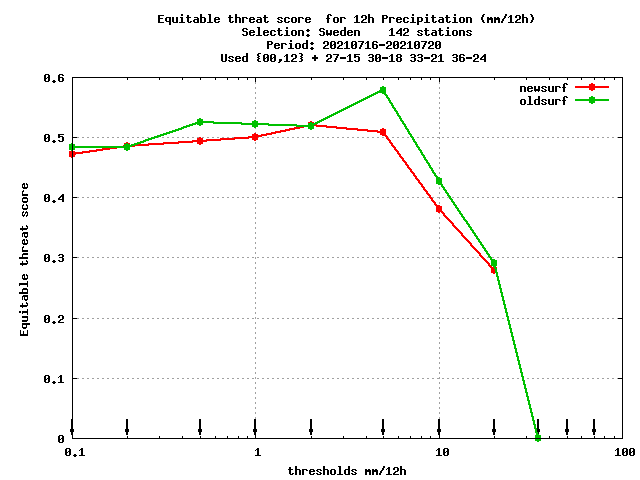 Equitable threat score  for 12h Precipitation (mm/12h)
Selection: Sweden    142 stations
Period: 20210716-20210720
Used {00,12} + 27-15 30-18 33-21 36-24
newsurf
oldsurf
0.6
0.5
0.4
0.3
0.2
0.1
0
Equitable threat score
0.1
1
10
100
thresholds mm/12h